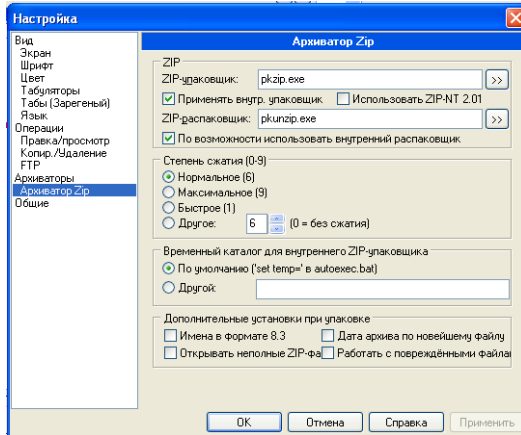 Настройка
Вид
Экран
Шрифт
Цвет
Табуляторы
Табы (Зарегеный)
Язык
Операции
Правка/просмотр
Копир./Удаление
FTP
Архиваторы
Архиватор Zip
Общие
Архиватор Zip
ZIP
ZIP-упаковщик: pkzip.exe >>
Применять внутр. упаковщик Использовать ZIP-NT 2.01
ZIP-распаковщик: pkunzip.exe >>
По возможности использовать внутренний распаковщик
Степень сжатия (0-9)
Нормальное (6)
Максимальное (9)
Быстрое (1)
Другое: 6 (0 = без сжатия)
Временный каталог для внутреннего ZIP-упаковщика
По умолчанию ('set temp=' в autoexec.bat)
Другой:
Дополнительные установки при упаковке
Имена в формате 8.3 Дата архива по новейшему файлу
Открывать неполные ZIP-фа Работать с повреждёнными файлам
OK Отмена Справка Применить